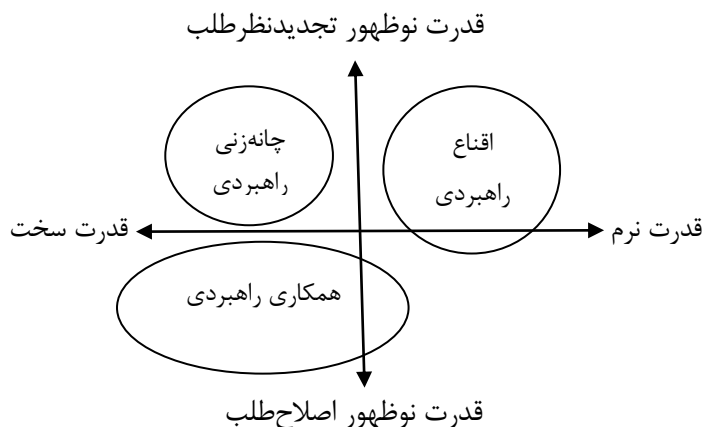 قدرت نوظهور تجدیدنظرطلب
اقناع
راهبردی
چانه‌زنی
راهبردی
قدرت نرم
قدرت سخت
همکاری راهبردی
قدرت نوظهور اصلاح‌طلب